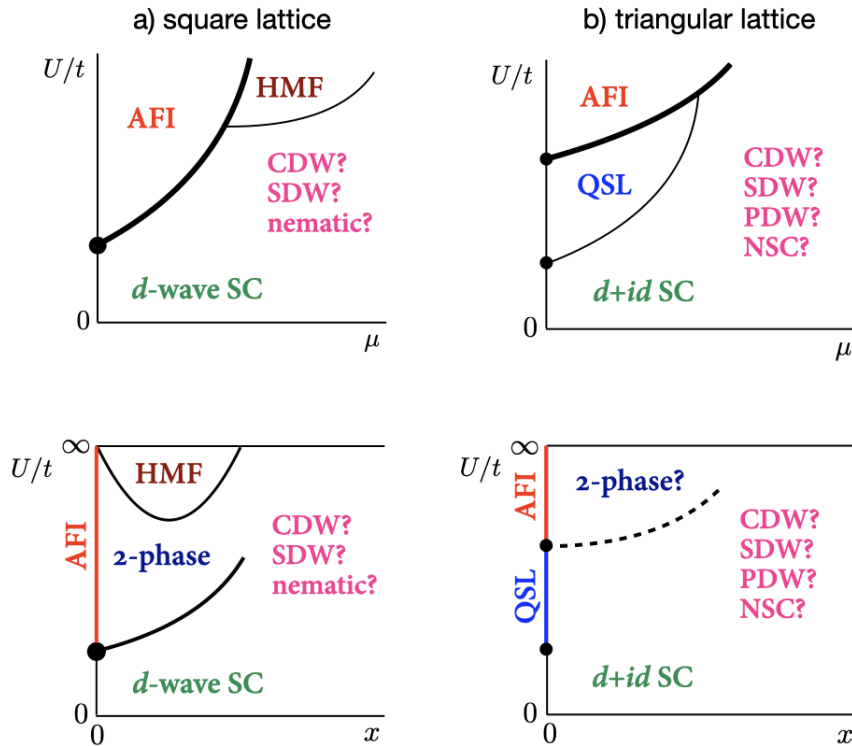 a) square lattice
U/t
AFI
HMF
CDW?
SDW?
nematic?
d-wave SC
0
μ
b) triangular lattice
U/t
AFI
QSL
CDW?
SDW?
PDW?
NSC?
d+id SC
0
μ
∞
U/t
AFI
HMF
2-phase
CDW?
SDW?
nematic?
d-wave SC
0
0
x
∞
U/t
AFI
QSL
2-phase?
CDW?
SDW?
PDW?
NSC?
d+id SC
0
0
x